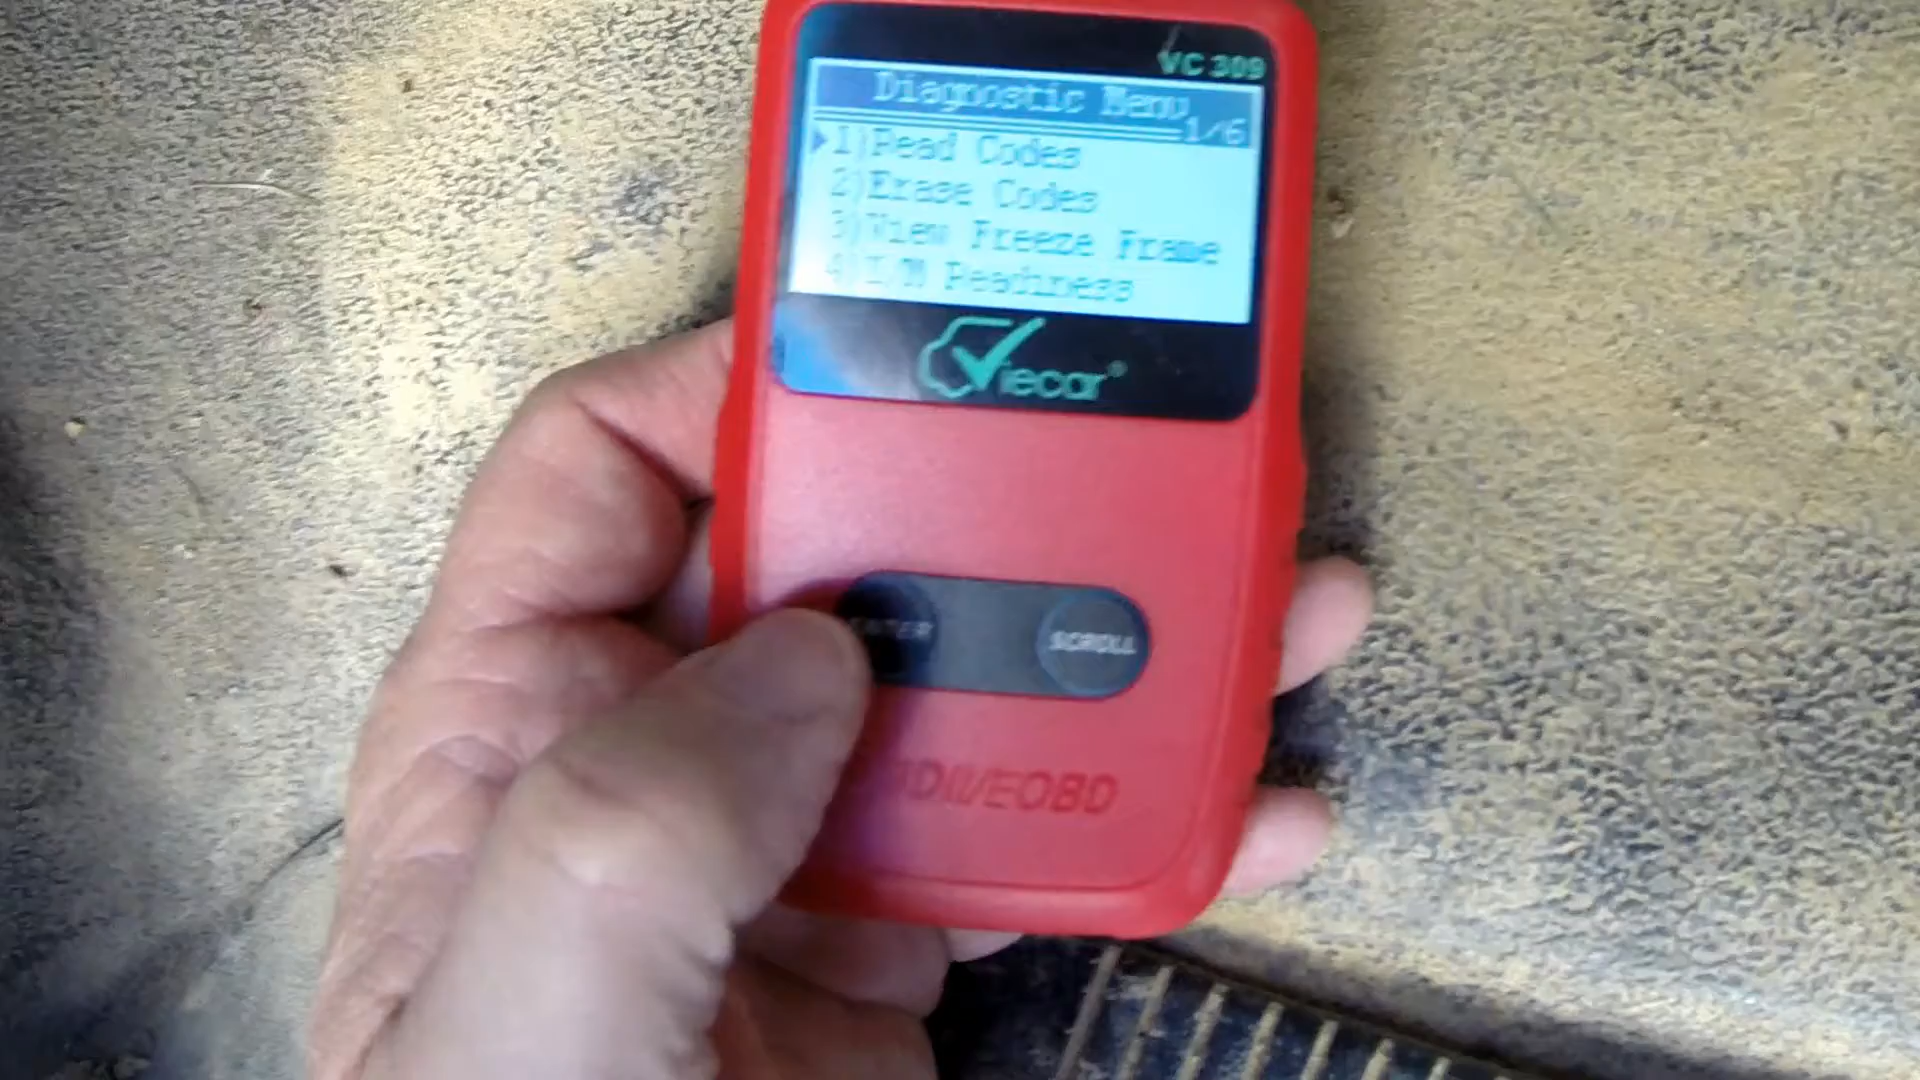 VC 309
Diagnostic Menu
1/6
1)Read Codes
2)Erase Codes
3)View Freeze Frame
4)I/M Readiness
Viecar®
ENTER
SCROLL